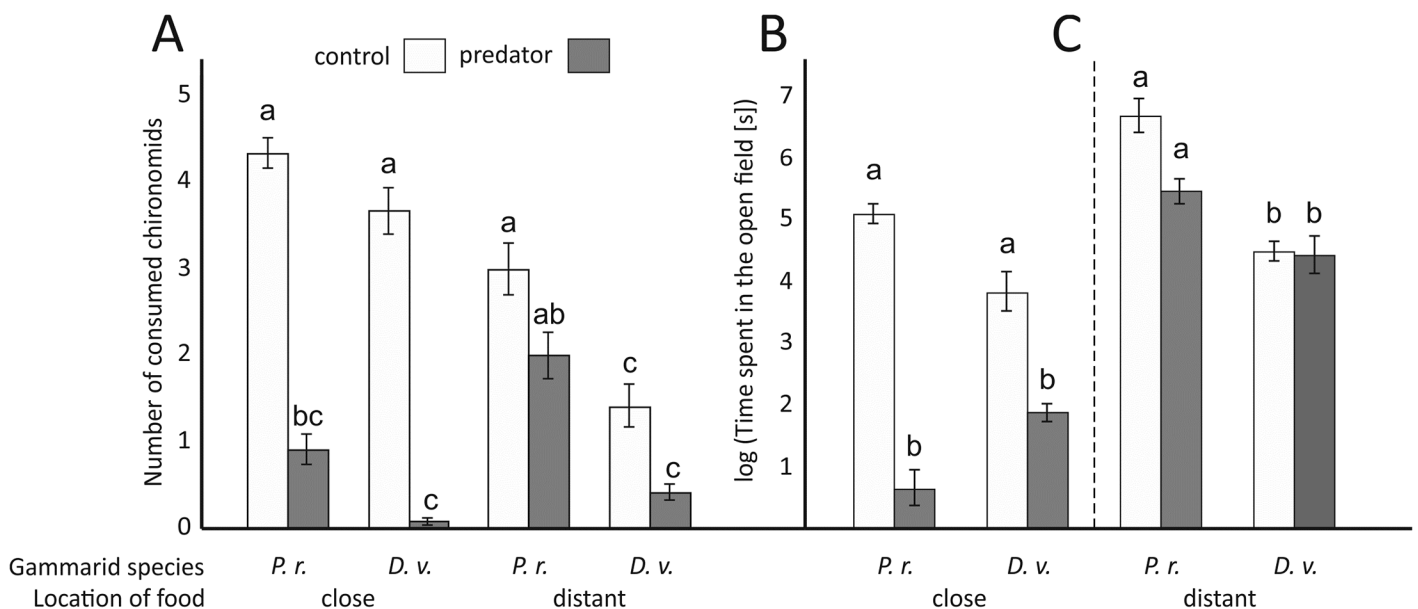 A
B
C
control
predator
Number of consumed chironomids
5
4
3
2
1
0
a
bc
a
c
a
ab
c
c
log (Time spent in the open field [s])
7
6
5
4
3
2
1
a
b
a
b
a
a
b
b
Gammarid species P. r. D. v. P. r. D. v. P. r. D. v. P. r. D. v.
Location of food close distant close distant